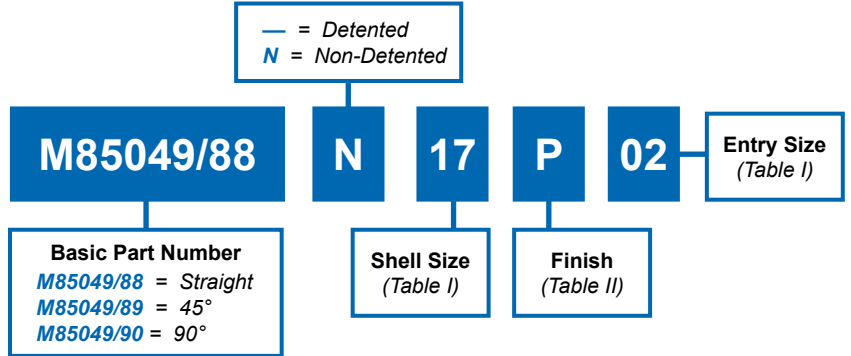 — = Detented
N = Non-Detented
M85049/88 N 17 P 02
Entry Size
(Table I)
Basic Part Number
M85049/88 = Straight
M85049/89 = 45°
M85049/90 = 90°
Shell Size
(Table I)
Finish
(Table II)